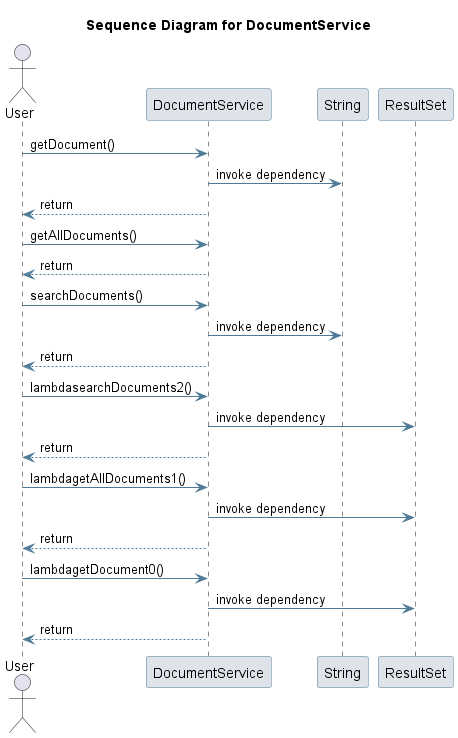 Sequence Diagram for DocumentService
User
DocumentService
String
ResultSet
getDocument()
invoke dependency
return
getAllDocuments()
return
searchDocuments()
invoke dependency
return
lambdasearchDocuments2()
invoke dependency
return
lambdagetAllDocuments1()
invoke dependency
return
lambdagetDocument0()
invoke dependency
return
User
DocumentService
String
ResultSet